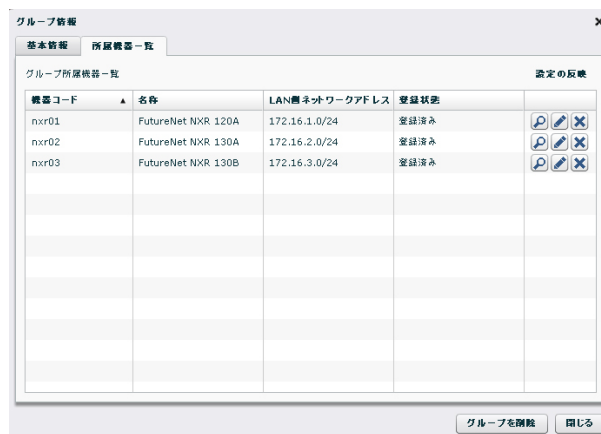 グループ情報
基本情報 所属機器一覧
グループ所属機器一覧 設定の反映
機器コード ▲ 名称 LAN側ネットワークアドレス 登録状態
nxr01 FutureNet NXR 120A 172.16.1.0/24 登録済み
nxr02 FutureNet NXR 130A 172.16.2.0/24 登録済み
nxr03 FutureNet NXR 130B 172.16.3.0/24 登録済み
グループを削除 閉じる